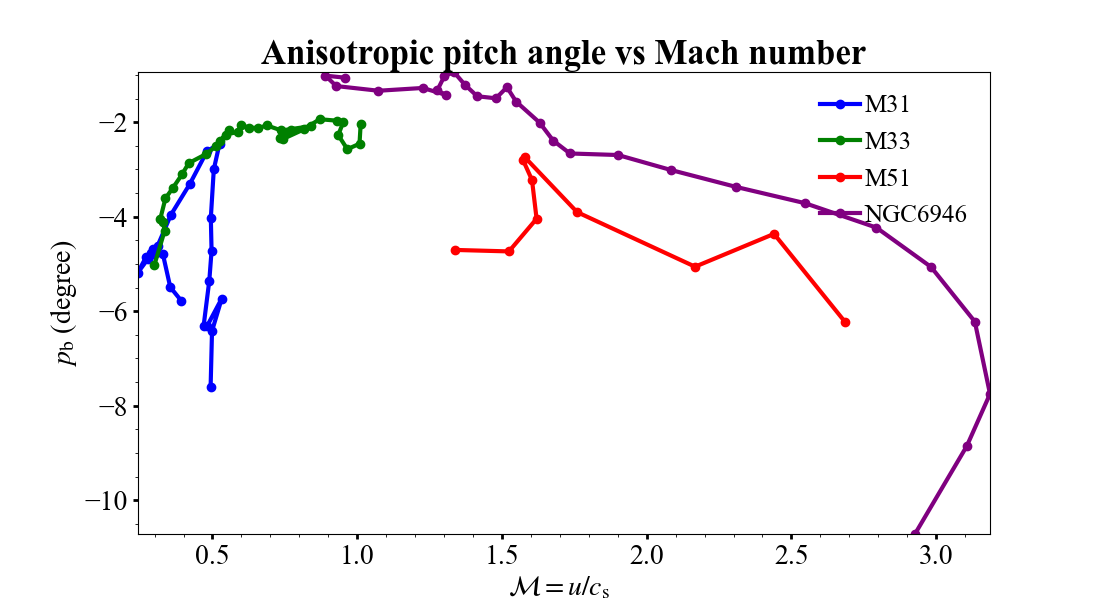 Anisotropic pitch angle vs Mach number
M31
M33
M51
NGC6946
p_b (degree)
−2
−4
−6
−8
−10
0.5 1.0 1.5 2.0 2.5 3.0
ℳ = u/c_s